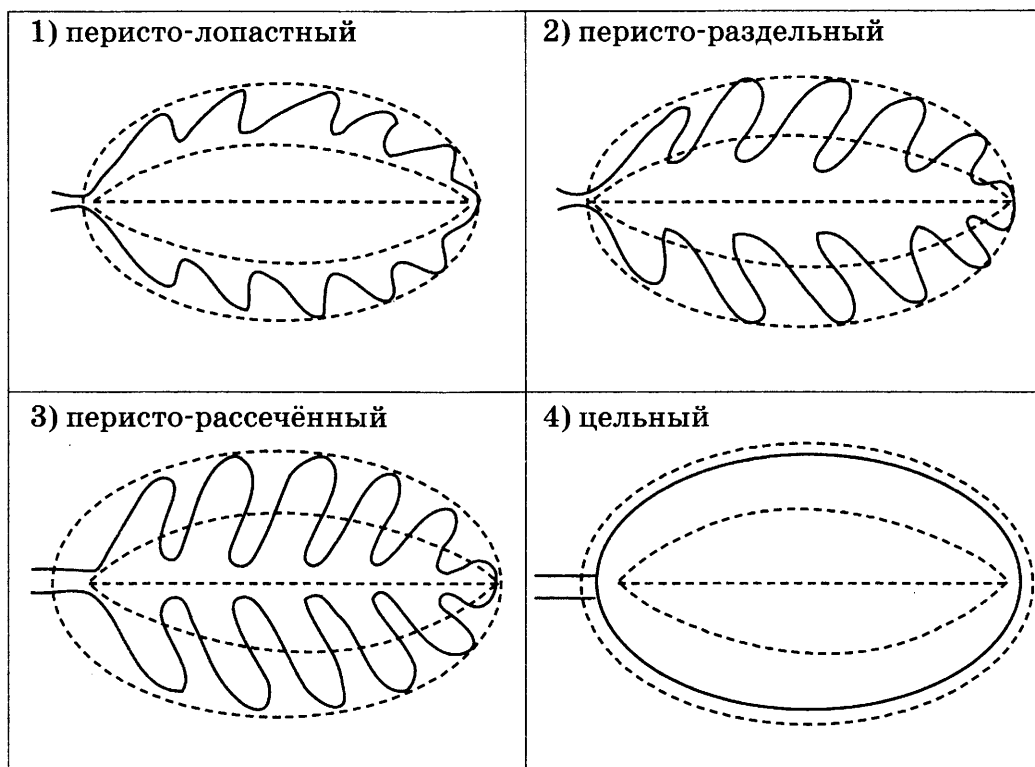 1) перисто-лопастный
2) перисто-раздельный
3) перисто-рассечённый
4) цельный